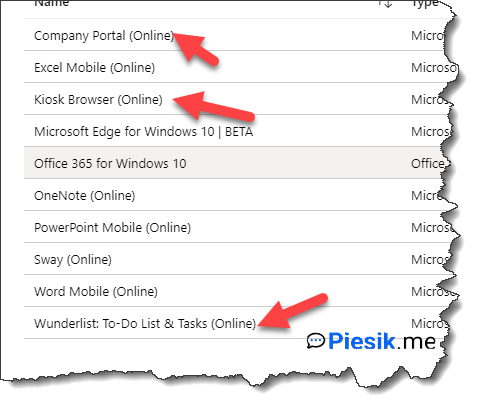 Name Type
Company Portal (Online) Micro
Excel Mobile (Online) Micros
Kiosk Browser (Online) Micros
Microsoft Edge for Windows 10 | BETA Micro
Office 365 for Windows 10 Office
OneNote (Online) Micro
PowerPoint Mobile (Online) Micros
Sway (Online) Micro
Word Mobile (Online) Micro
Wunderlist: To-Do List & Tasks (Online) Micros
Piesik.me